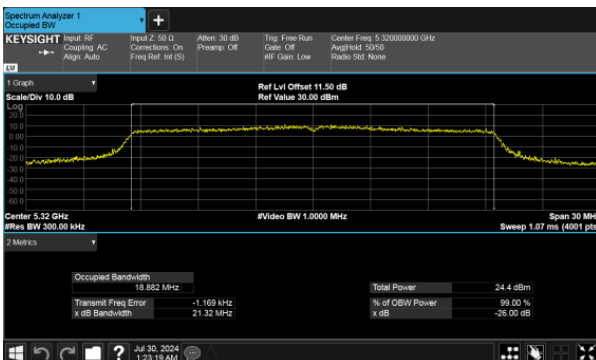 Spectrum Analyzer 1
Occupied BW
+
KEYSIGHT Input: RF Input Z: 50 Ω Atten: 30 dB Trig: Free Run Center Freq: 5.320000000 GHz
Coupling: AC Corrections: On Preamp: Off Gate: Off Avg|Hold: 50/50
Align: Auto Freq Ref: Int (S) #IF Gain: Low Radio Std: None
LXI
1 Graph
Ref Lvl Offset 11.50 dB
Scale/Div 10.0 dB Ref Value 30.00 dBm
Log
20.0
10.0
0.00
-10.0
-20.0
-30.0
-40.0
-50.0
-60.0
Center 5.32 GHz #Video BW 1.0000 MHz Span 30 MH
#Res BW 300.00 kHz Sweep 1.07 ms (4001 pts
2 Metrics
Occupied Bandwidth
18.882 MHz Total Power 24.4 dBm
Transmit Freq Error -1.169 kHz % of OBW Power 99.00 %
x dB Bandwidth 21.32 MHz x dB -26.00 dB
? Jul 30, 2024
1:23:19 AM